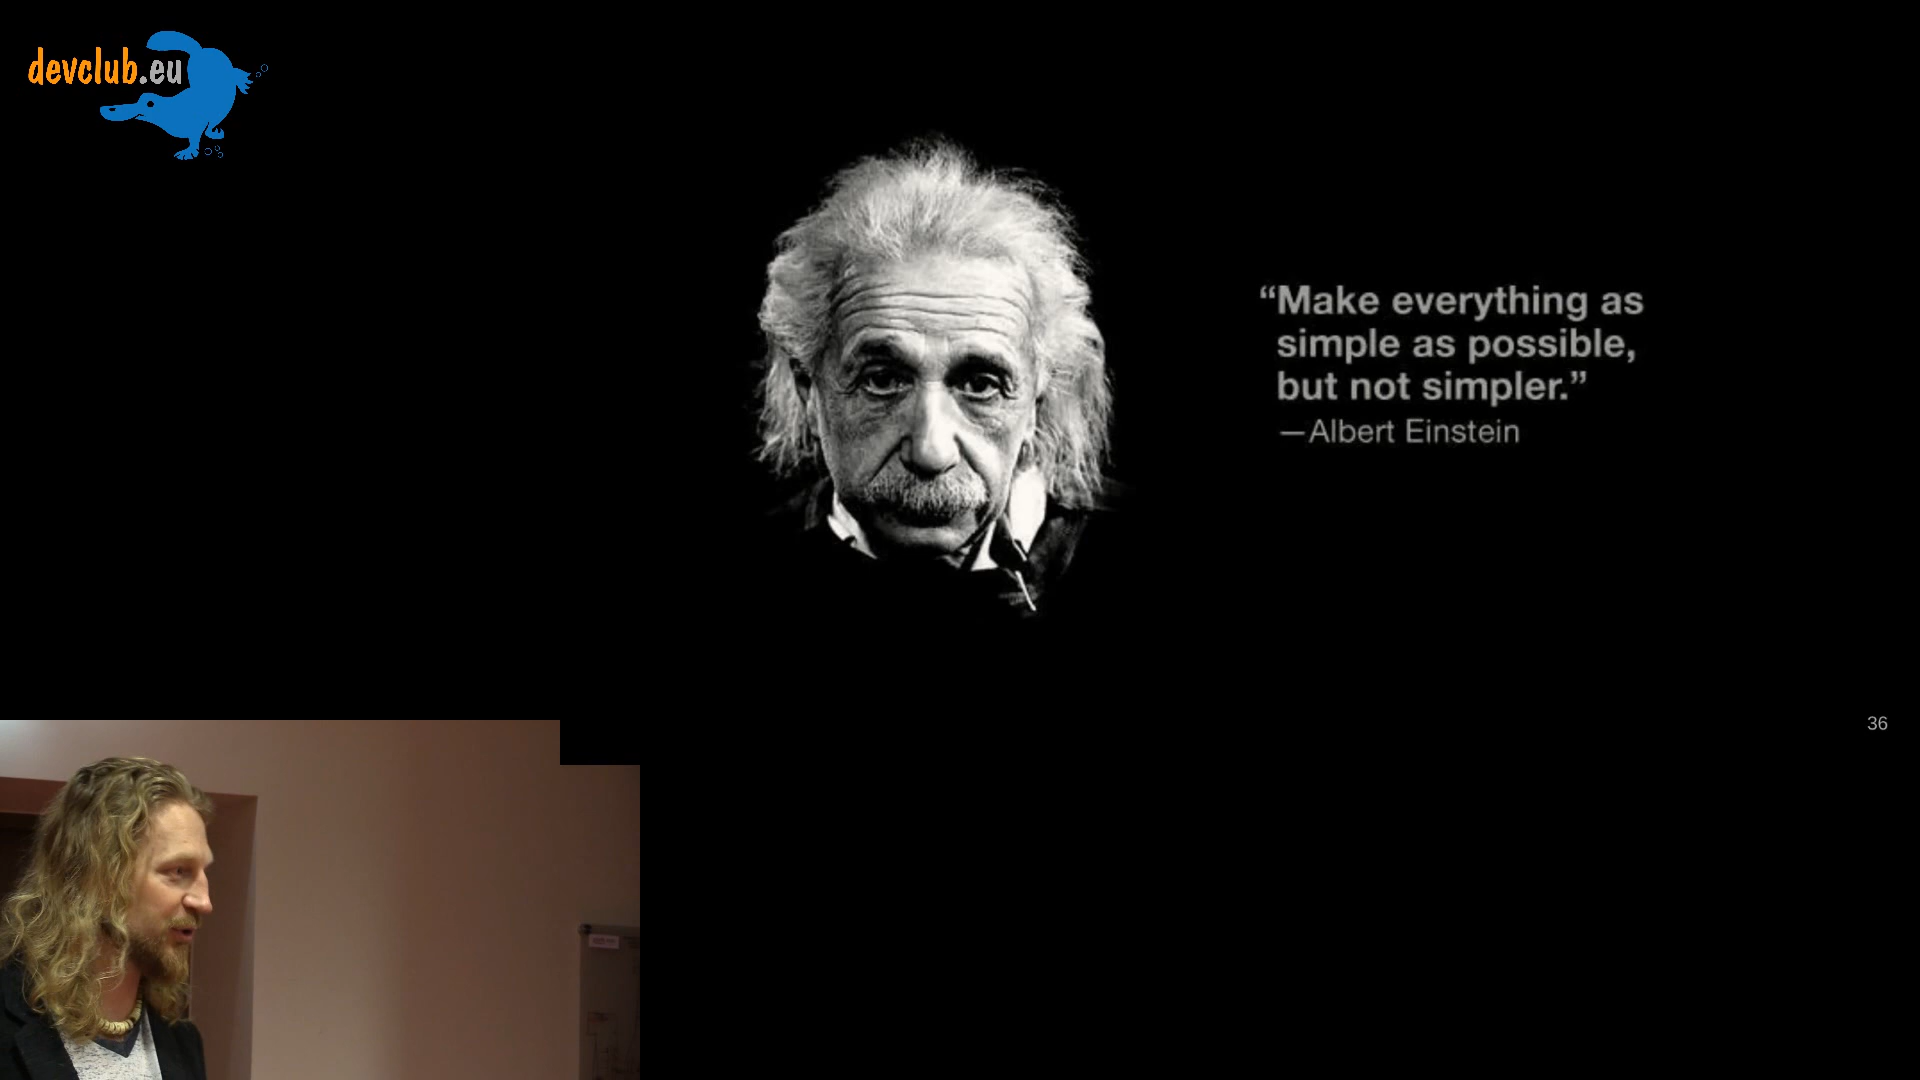 devclub.eu
“Make everything as
simple as possible,
but not simpler.”
—Albert Einstein
36